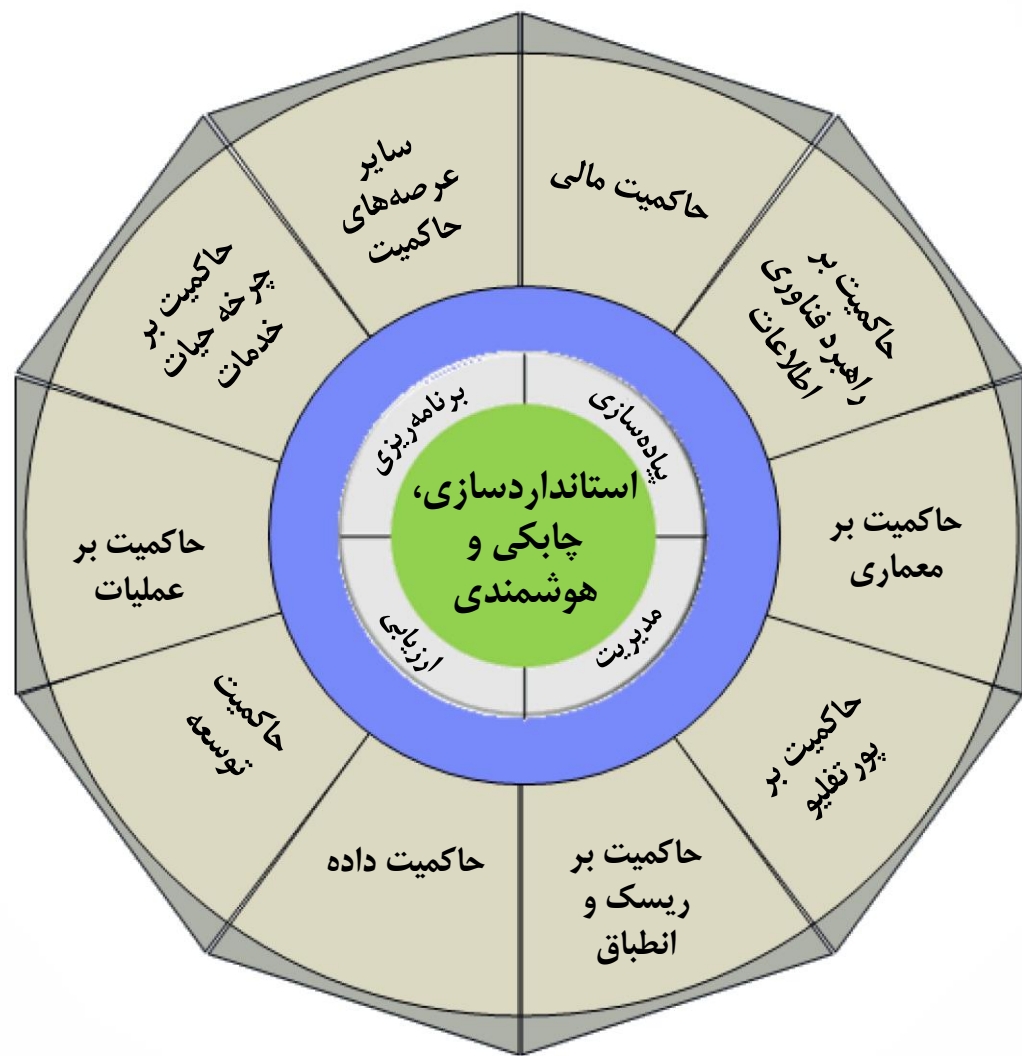 سایر
عرصه‌های
حاکمیت
حاکمیت مالی
حاکمیت بر
راهبرد فناوری
اطلاعات
حاکمیت بر
معماری
حاکمیت بر
پورتفلیو
حاکمیت بر
ریسک و
انطباق
حاکمیت داده
حاکمیت
توسعه
حاکمیت بر
عملیات
حاکمیت بر
چرخه حیات
خدمات
برنامه‌ریزی
پیاده‌سازی
مدیریت
ارزیابی
استانداردسازی،
چابکی و
هوشمندی